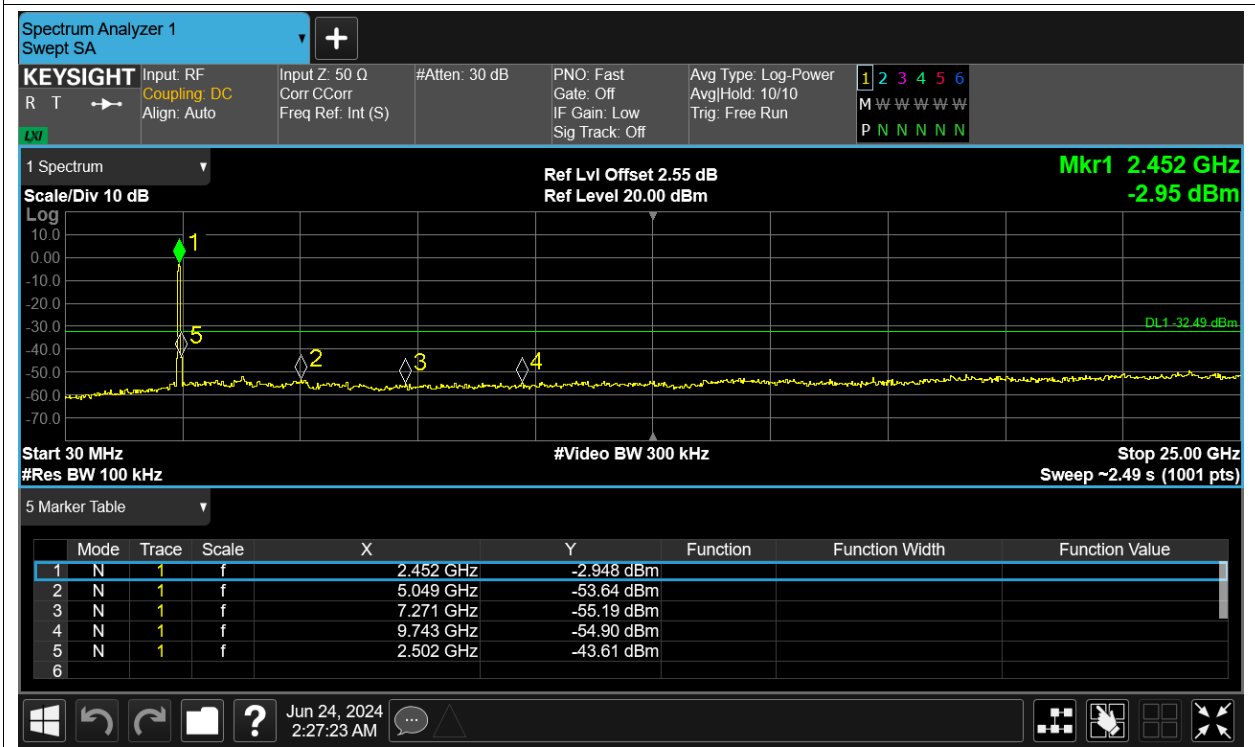 Spectrum Analyzer 1
Swept SA
KEYSIGHT
R T
LXI
Input: RF
Coupling: DC
Align: Auto
Input Z: 50 Ω
Corr CCorr
Freq Ref: Int (S)
#Atten: 30 dB
PNO: Fast
Gate: Off
IF Gain: Low
Sig Track: Off
Avg Type: Log-Power
Avg|Hold: 10/10
Trig: Free Run
1 2 3 4 5 6
M W W W W W
P N N N N N
1 Spectrum
Scale/Div 10 dB
Ref Lvl Offset 2.55 dB
Ref Level 20.00 dBm
Mkr1 2.452 GHz
-2.95 dBm
Log
10.0
0.00
-10.0
-20.0
-30.0
-40.0
-50.0
-60.0
-70.0
1
5
2
3
4
DL1 -32.49 dBm
Start 30 MHz
#Video BW 300 kHz
Stop 25.00 GHz
#Res BW 100 kHz
Sweep ~2.49 s (1001 pts)
5 Marker Table
Mode Trace Scale X Y Function Function Width Function Value
1 N 1 f 2.452 GHz -2.948 dBm
2 N 1 f 5.049 GHz -53.64 dBm
3 N 1 f 7.271 GHz -55.19 dBm
4 N 1 f 9.743 GHz -54.90 dBm
5 N 1 f 2.502 GHz -43.61 dBm
6
?
Jun 24, 2024
2:27:23 AM